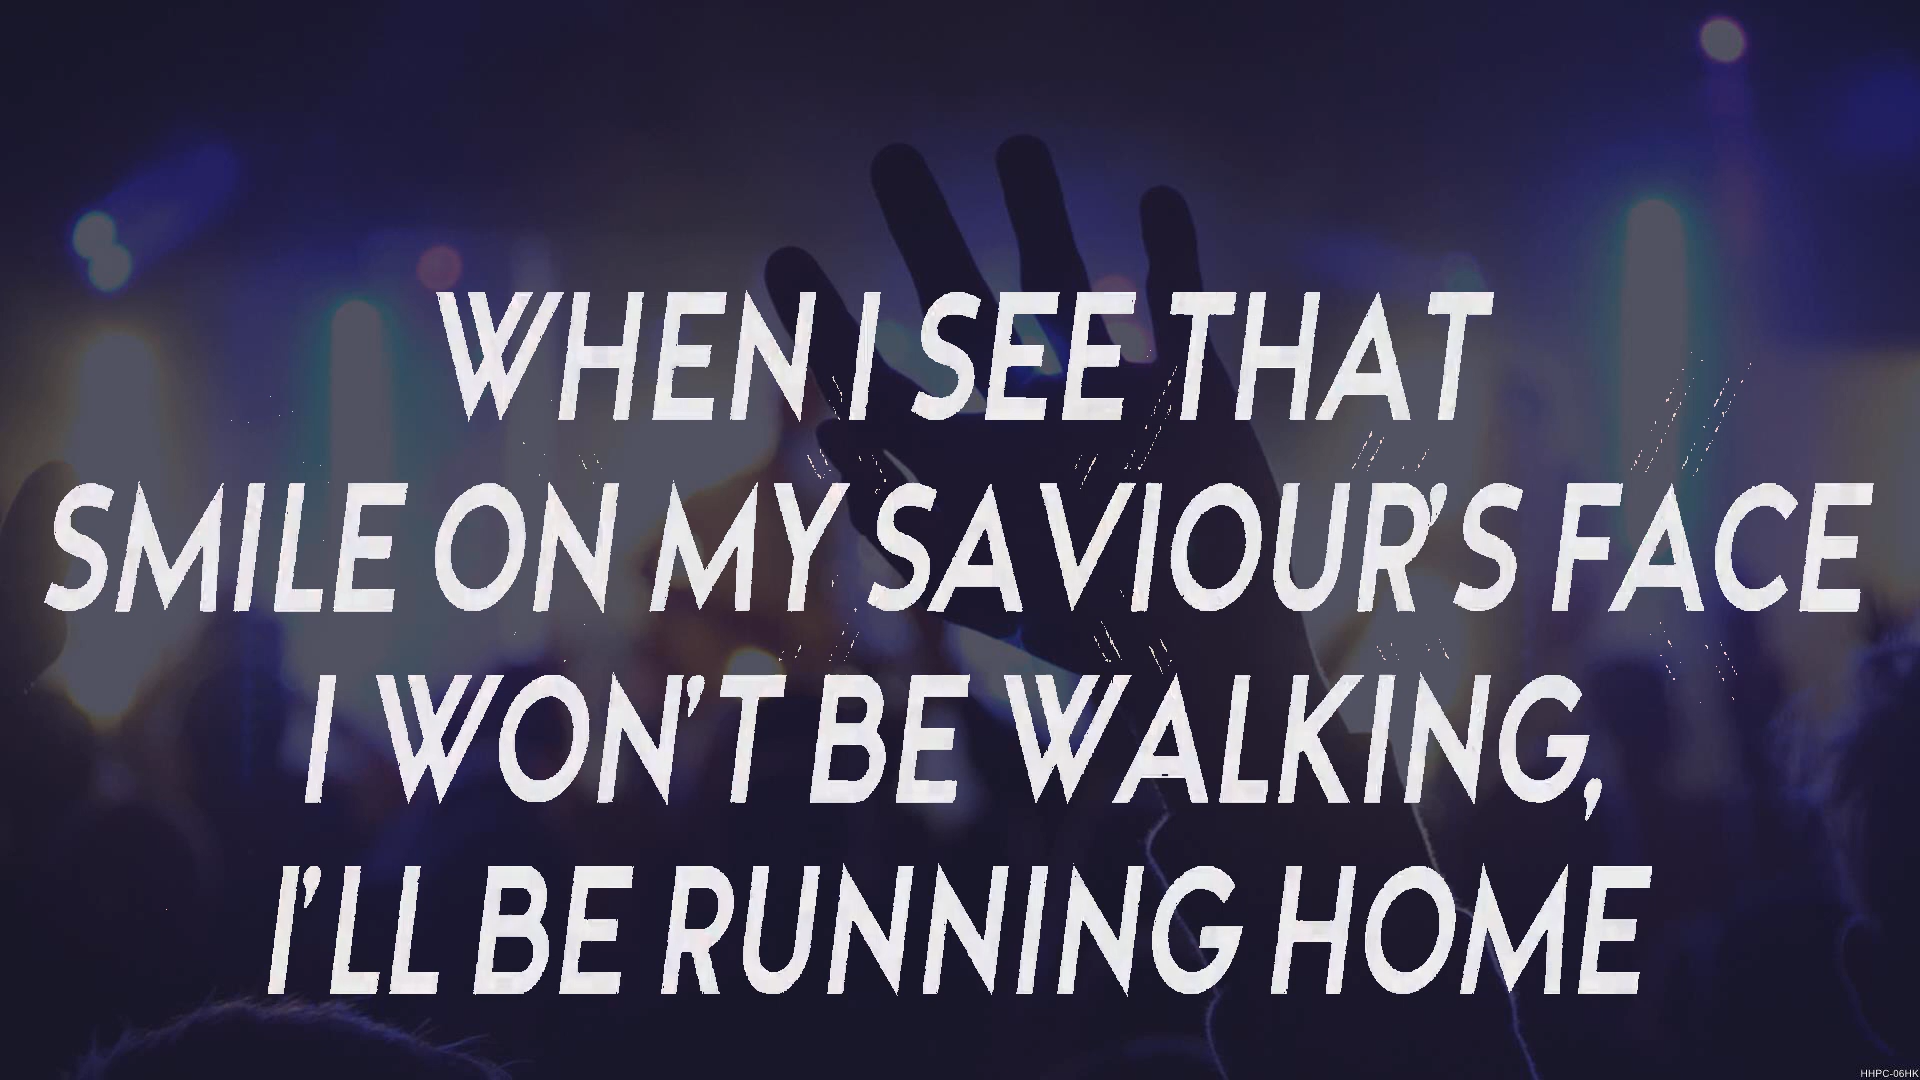 WHEN I SEE THAT
SMILE ON MY SAVIOUR'S FACE
I WON'T BE WALKING,
I'LL BE RUNNING HOME
HHPC-06HK